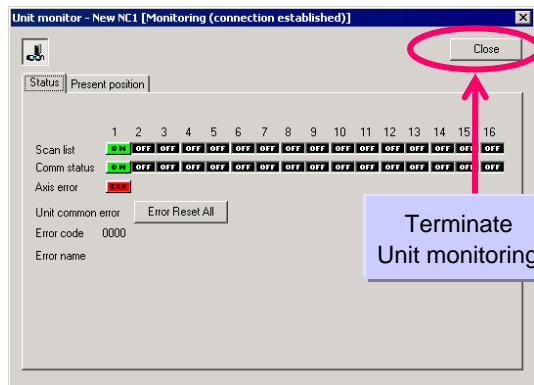 Unit monitor - New NC1 [Monitoring (connection established)]
Close
Status Present position
1 2 3 4 5 6 7 8 9 10 11 12 13 14 15 16
Scan list ON OFF OFF OFF OFF OFF OFF OFF OFF OFF OFF OFF OFF OFF OFF OFF
Comm status ON OFF OFF OFF OFF OFF OFF OFF OFF OFF OFF OFF OFF OFF OFF OFF
Axis error ERR
Unit common error Error Reset All
Error code 0000
Error name
Terminate
Unit monitoring